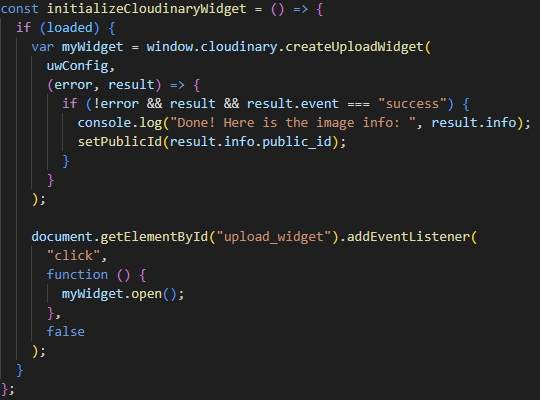 const initializeCloudinaryWidget = () => {
  if (loaded) {
    var myWidget = window.cloudinary.createUploadWidget(
      uwConfig,
      (error, result) => {
        if (!error && result && result.event === "success") {
          console.log("Done! Here is the image info: ", result.info);
          setPublicId(result.info.public_id);
        }
      }
    );

    document.getElementById("upload_widget").addEventListener(
      "click",
      function () {
        myWidget.open();
      },
      false
    );
  }
};